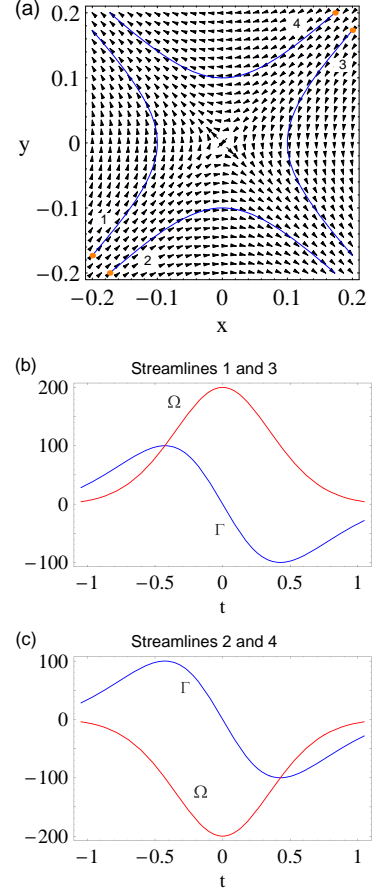 (a)
0.2
0.1
y 0
−0.1
−0.2
4
3
1
2
−0.2 −0.1 0 0.1 0.2
x
(b) Streamlines 1 and 3
200
100
0
−100
Ω
Γ
−1 −0.5 0 0.5 1
t
(c) Streamlines 2 and 4
100
0
−100
−200
Γ
Ω
−1 −0.5 0 0.5 1
t